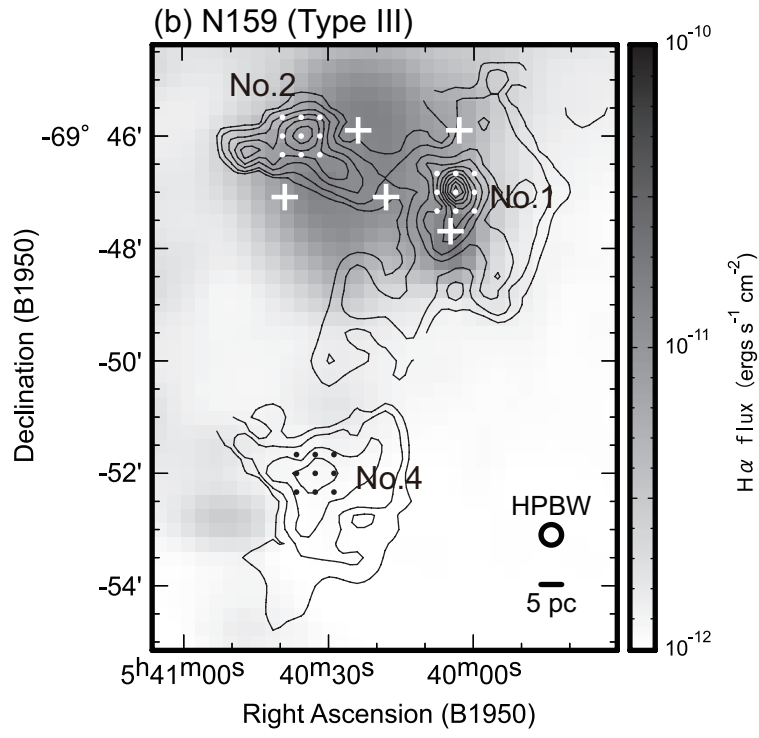 (b) N159 (Type III)
10⁻¹⁰
No.2
-69° 46'
No.1
-48'
10⁻¹¹
-50'
-52'
No.4
HPBW
-54'
5 pc
10⁻¹²
5ʰ41ᵐ00ˢ 40ᵐ30ˢ 40ᵐ00ˢ
Right Ascension (B1950)
Declination (B1950)
Hα flux (ergs s⁻¹ cm⁻²)